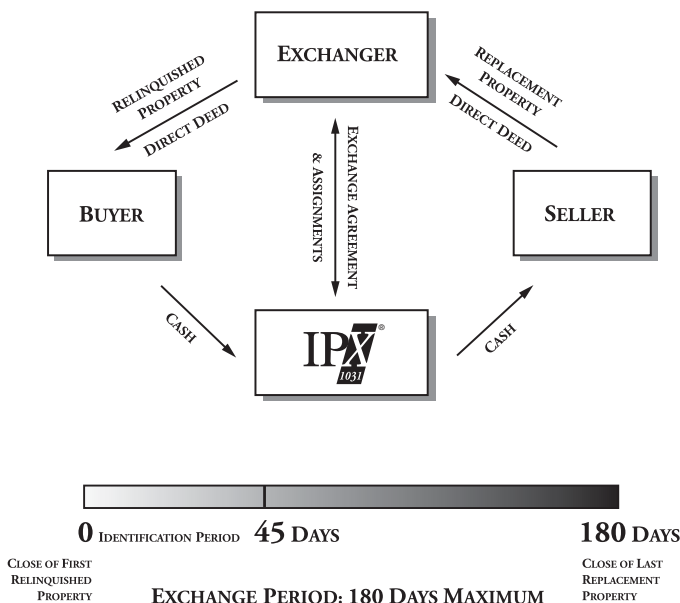 EXCHANGER
RELINQUISHED
PROPERTY
DIRECT DEED
REPLACEMENT
PROPERTY
DIRECT DEED
EXCHANGE AGREEMENT
& ASSIGNMENTS
BUYER
SELLER
CASH
IPX®
1031
CASH
0 IDENTIFICATION PERIOD 45 DAYS 180 DAYS
CLOSE OF FIRST
RELINQUISHED
PROPERTY
CLOSE OF LAST
REPLACEMENT
PROPERTY
EXCHANGE PERIOD: 180 DAYS MAXIMUM